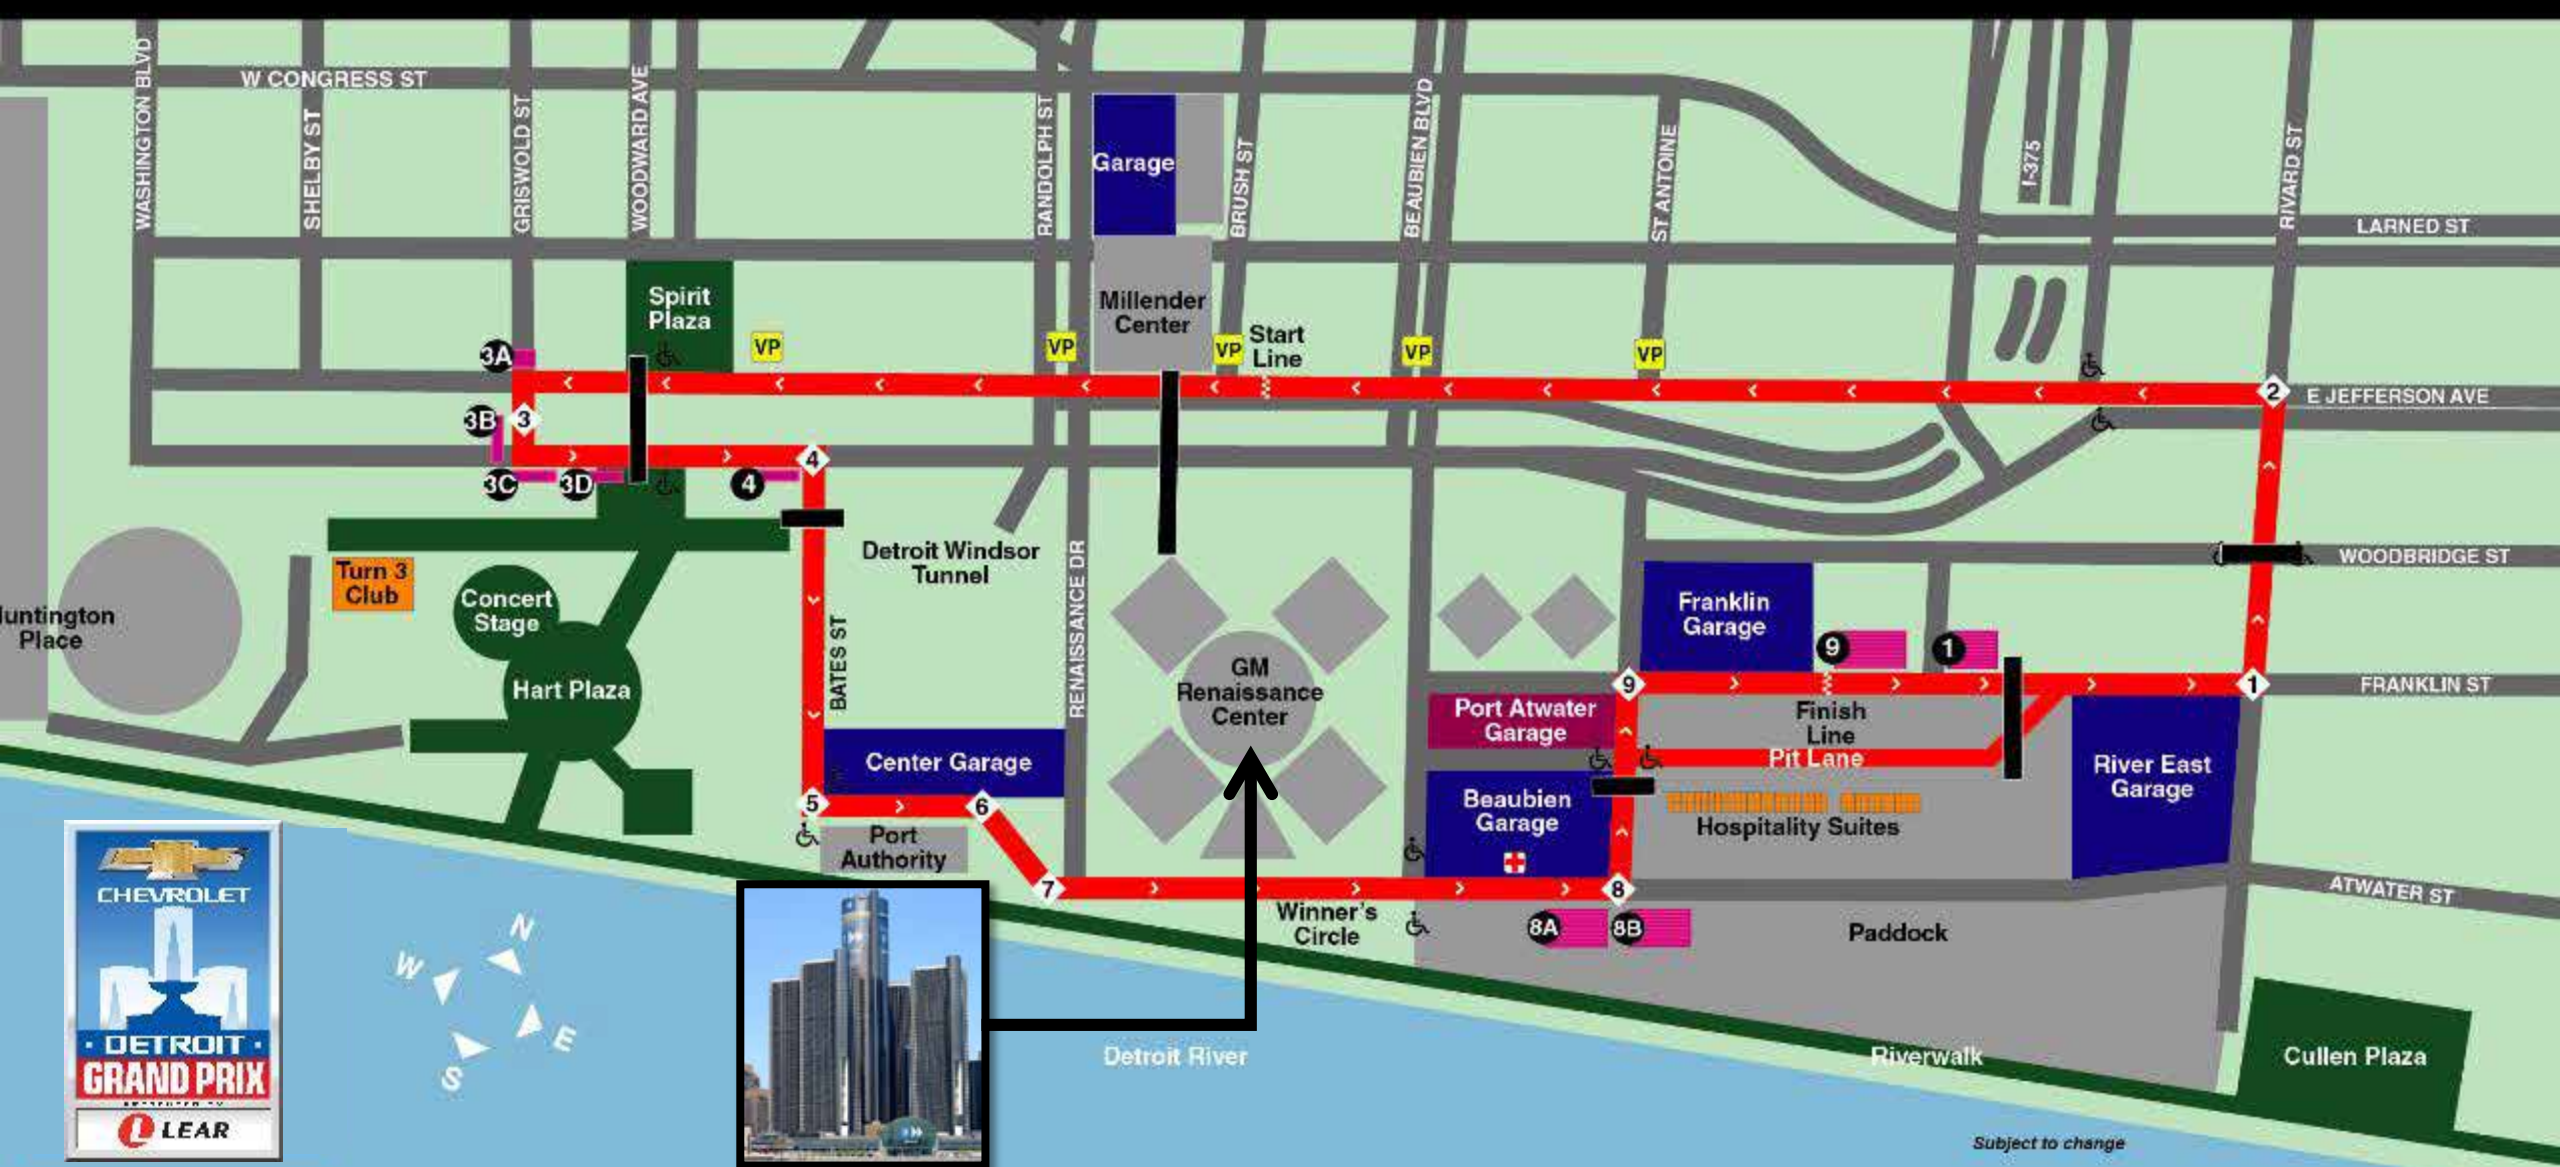 W CONGRESS ST
WASHINGTON BLVD
SHELBY ST
GRISWOLD ST
WOODWARD AVE
RANDOLPH ST
Garage
BRUSH ST
BEAUBIEN BLVD
ST ANTOINE
I-375
RIVARD ST
LARNED ST
Spirit
Plaza
Millender
Center
Start
Line
VP
VP
VP
VP
VP
3A
3B
3
2
E JEFFERSON AVE
3C
3D
4
4
Detroit Windsor
Tunnel
WOODBRIDGE ST
Turn 3
Club
Concert
Stage
untington
Place
Hart Plaza
BATES ST
RENAISSANCE DR
GM
Renaissance
Center
Franklin
Garage
9
1
9
1
FRANKLIN ST
Port Atwater
Garage
Finish
Line
Pit Lane
Center Garage
5
6
Port
Authority
Beaubien
Garage
Hospitality Suites
River East
Garage
7
8
ATWATER ST
Winner's
Circle
8A
8B
Paddock
CHEVROLET
· DETROIT ·
GRAND PRIX
LEAR
N
W
E
S
Detroit River
Riverwalk
Cullen Plaza
Subject to change